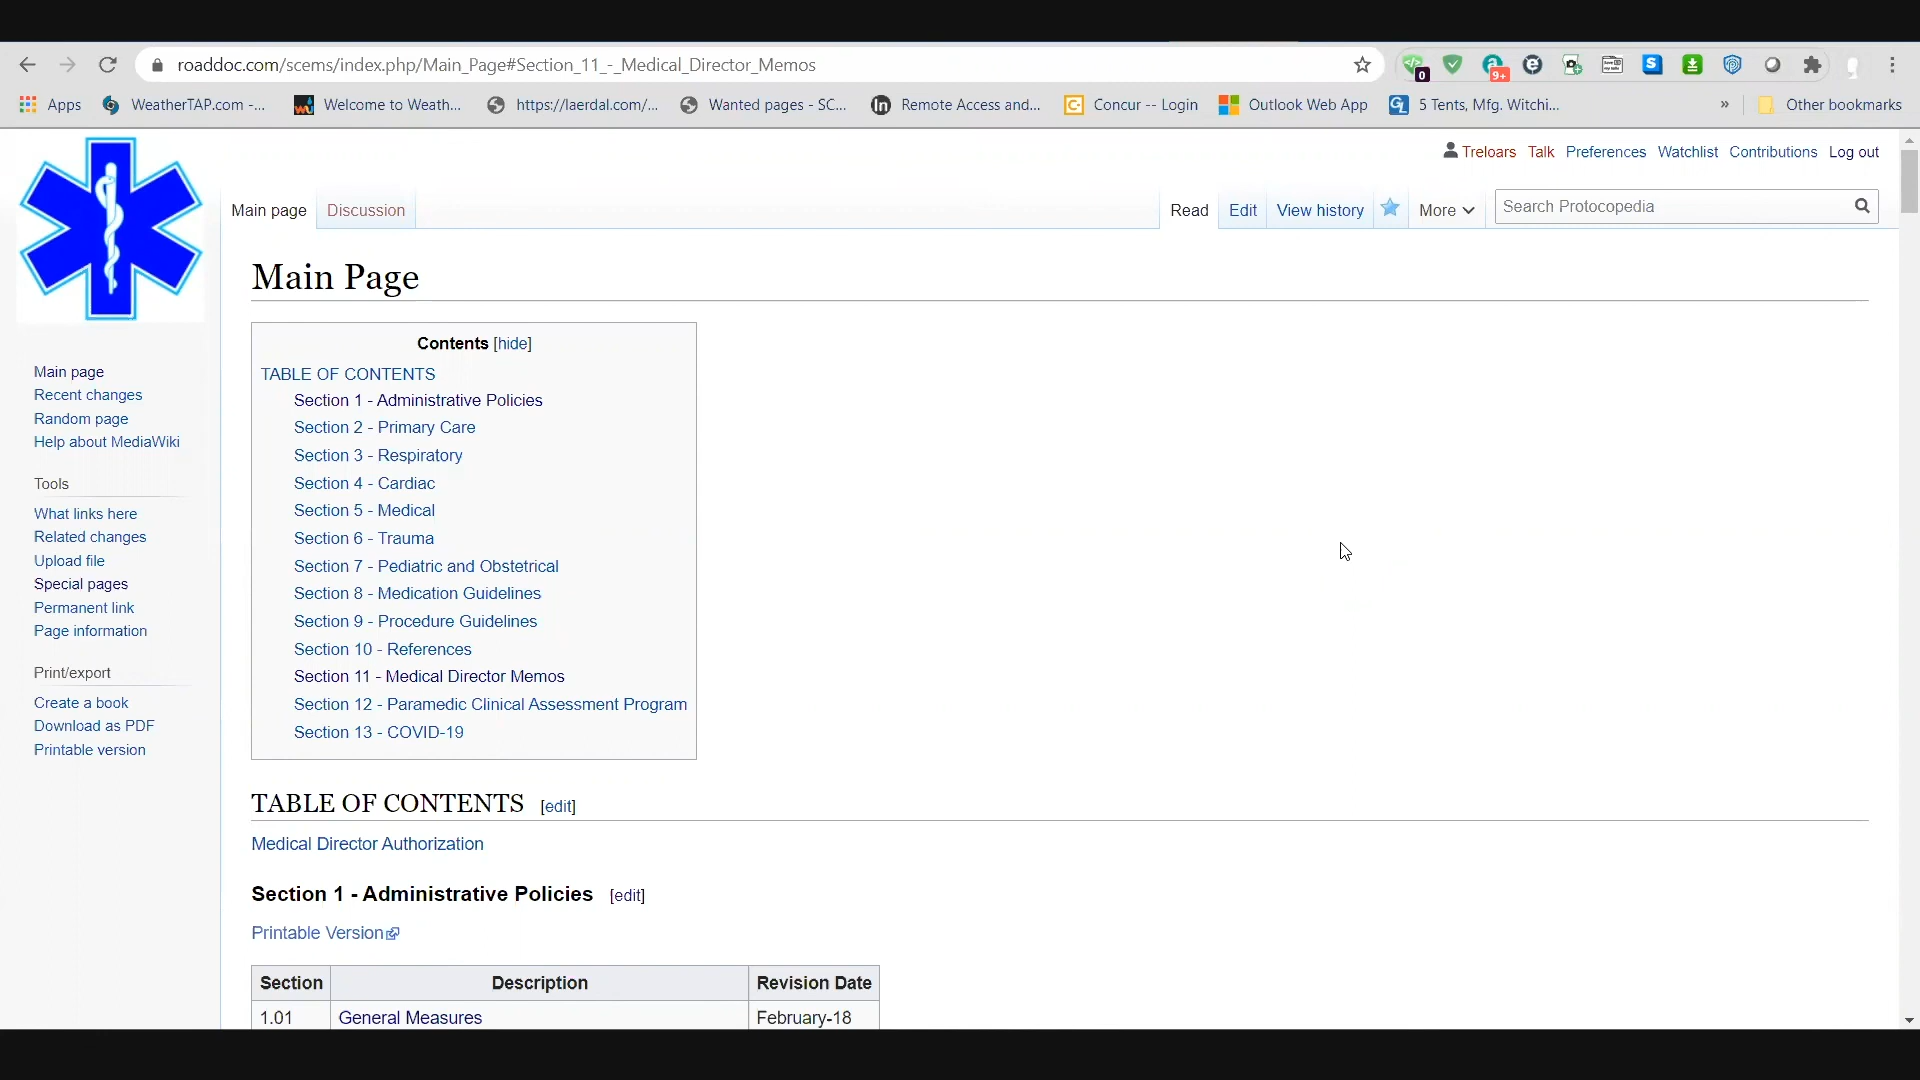 roaddoc.com/scems/index.php/Main_Page#Section_11_-_Medical_Director_Memos
0
9+
Apps WeatherTAP.com -... Welcome to Weath... https://laerdal.com/... Wanted pages - SC... Remote Access and... Concur -- Login Outlook Web App 5 Tents, Mfg. Witchi... » Other bookmarks
Treloars Talk Preferences Watchlist Contributions Log out
Main page Discussion Read Edit View history More Search Protocopedia
Main Page
Contents [hide]
TABLE OF CONTENTS
Section 1 - Administrative Policies
Section 2 - Primary Care
Section 3 - Respiratory
Section 4 - Cardiac
Section 5 - Medical
Section 6 - Trauma
Section 7 - Pediatric and Obstetrical
Section 8 - Medication Guidelines
Section 9 - Procedure Guidelines
Section 10 - References
Section 11 - Medical Director Memos
Section 12 - Paramedic Clinical Assessment Program
Section 13 - COVID-19
Main page
Recent changes
Random page
Help about MediaWiki
Tools
What links here
Related changes
Upload file
Special pages
Permanent link
Page information
Print/export
Create a book
Download as PDF
Printable version
TABLE OF CONTENTS [edit]
Medical Director Authorization
Section 1 - Administrative Policies [edit]
Printable Version
Section Description Revision Date
1.01 General Measures February-18